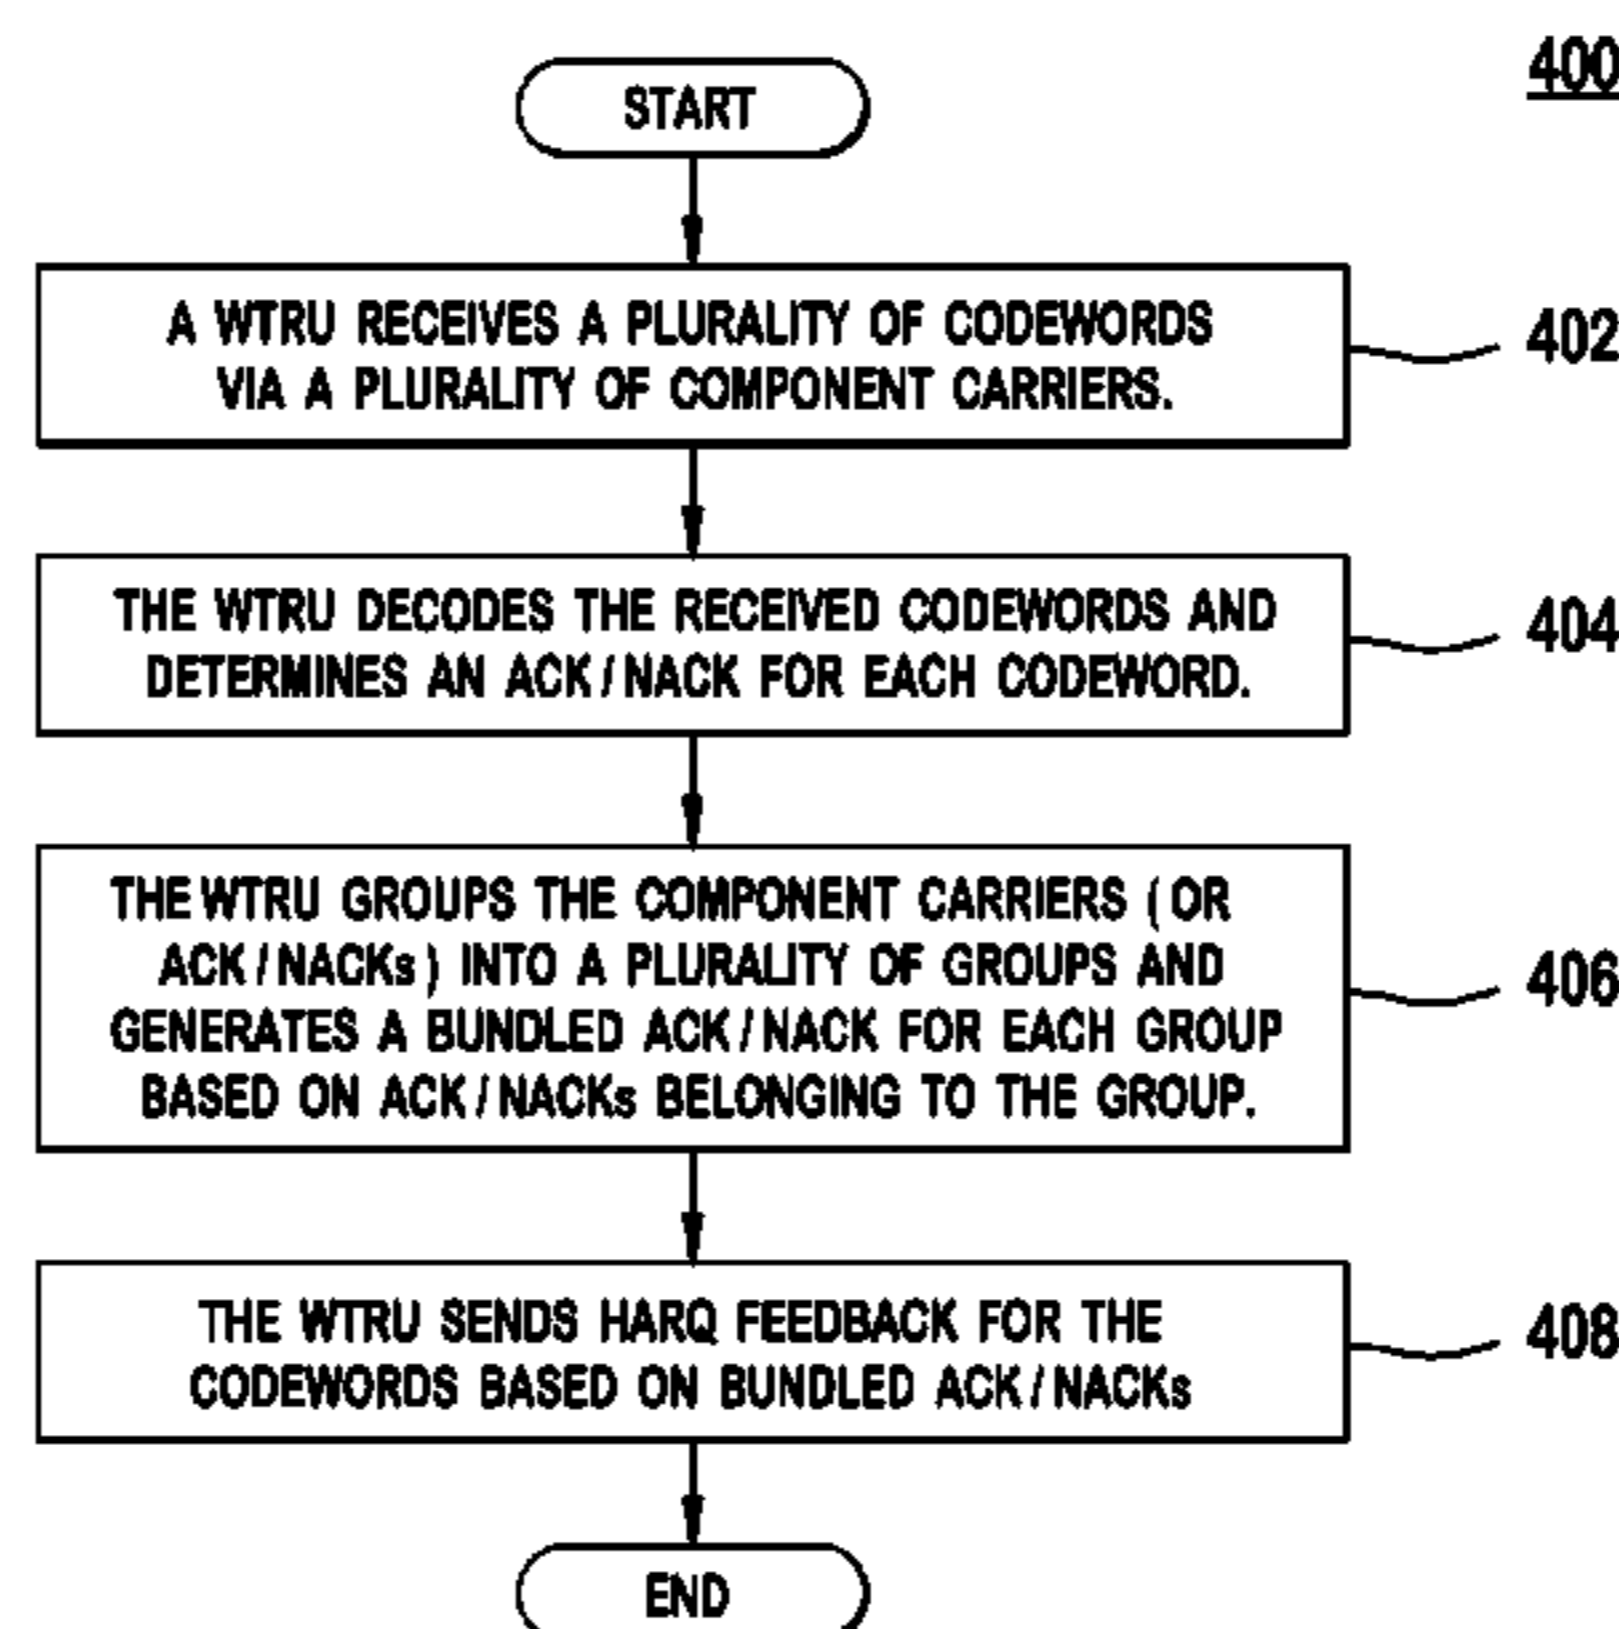 400
START
A WTRU RECEIVES A PLURALITY OF CODEWORDS
VIA A PLURALITY OF COMPONENT CARRIERS.
402
THE WTRU DECODES THE RECEIVED CODEWORDS AND
DETERMINES AN ACK/NACK FOR EACH CODEWORD.
404
THE WTRU GROUPS THE COMPONENT CARRIERS (OR
ACK/NACKs) INTO A PLURALITY OF GROUPS AND
GENERATES A BUNDLED ACK/NACK FOR EACH GROUP
BASED ON ACK/NACKs BELONGING TO THE GROUP.
406
THE WTRU SENDS HARQ FEEDBACK FOR THE
CODEWORDS BASED ON BUNDLED ACK/NACKs
408
END